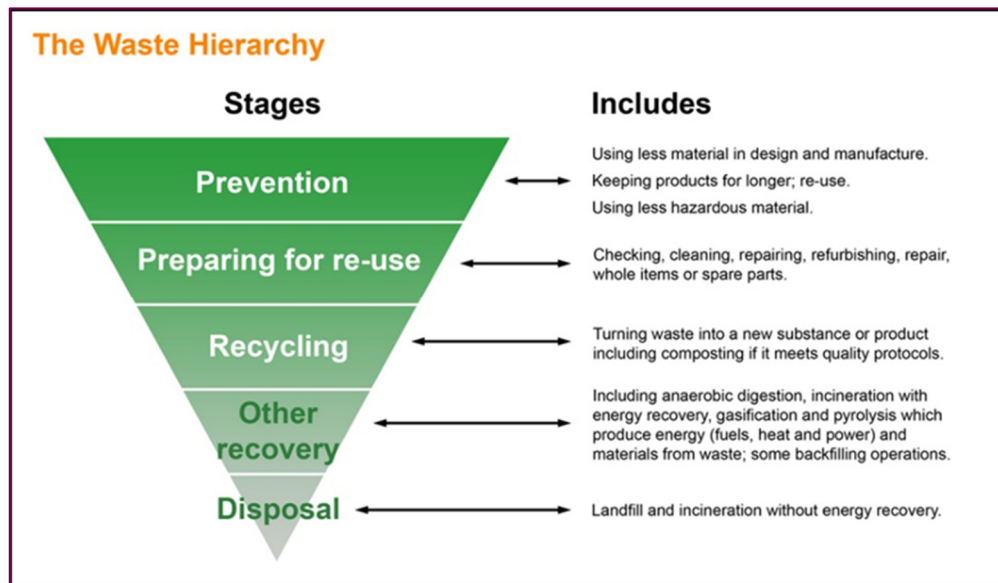 The Waste Hierarchy
Stages
Includes
Prevention
Using less material in design and manufacture.
Keeping products for longer; re-use.
Using less hazardous material.
Preparing for re-use
Checking, cleaning, repairing, refurbishing, repair,
whole items or spare parts.
Recycling
Turning waste into a new substance or product
including composting if it meets quality protocols.
Other
recovery
Including anaerobic digestion, incineration with
energy recovery, gasification and pyrolysis which
produce energy (fuels, heat and power) and
materials from waste; some backfilling operations.
Disposal
Landfill and incineration without energy recovery.